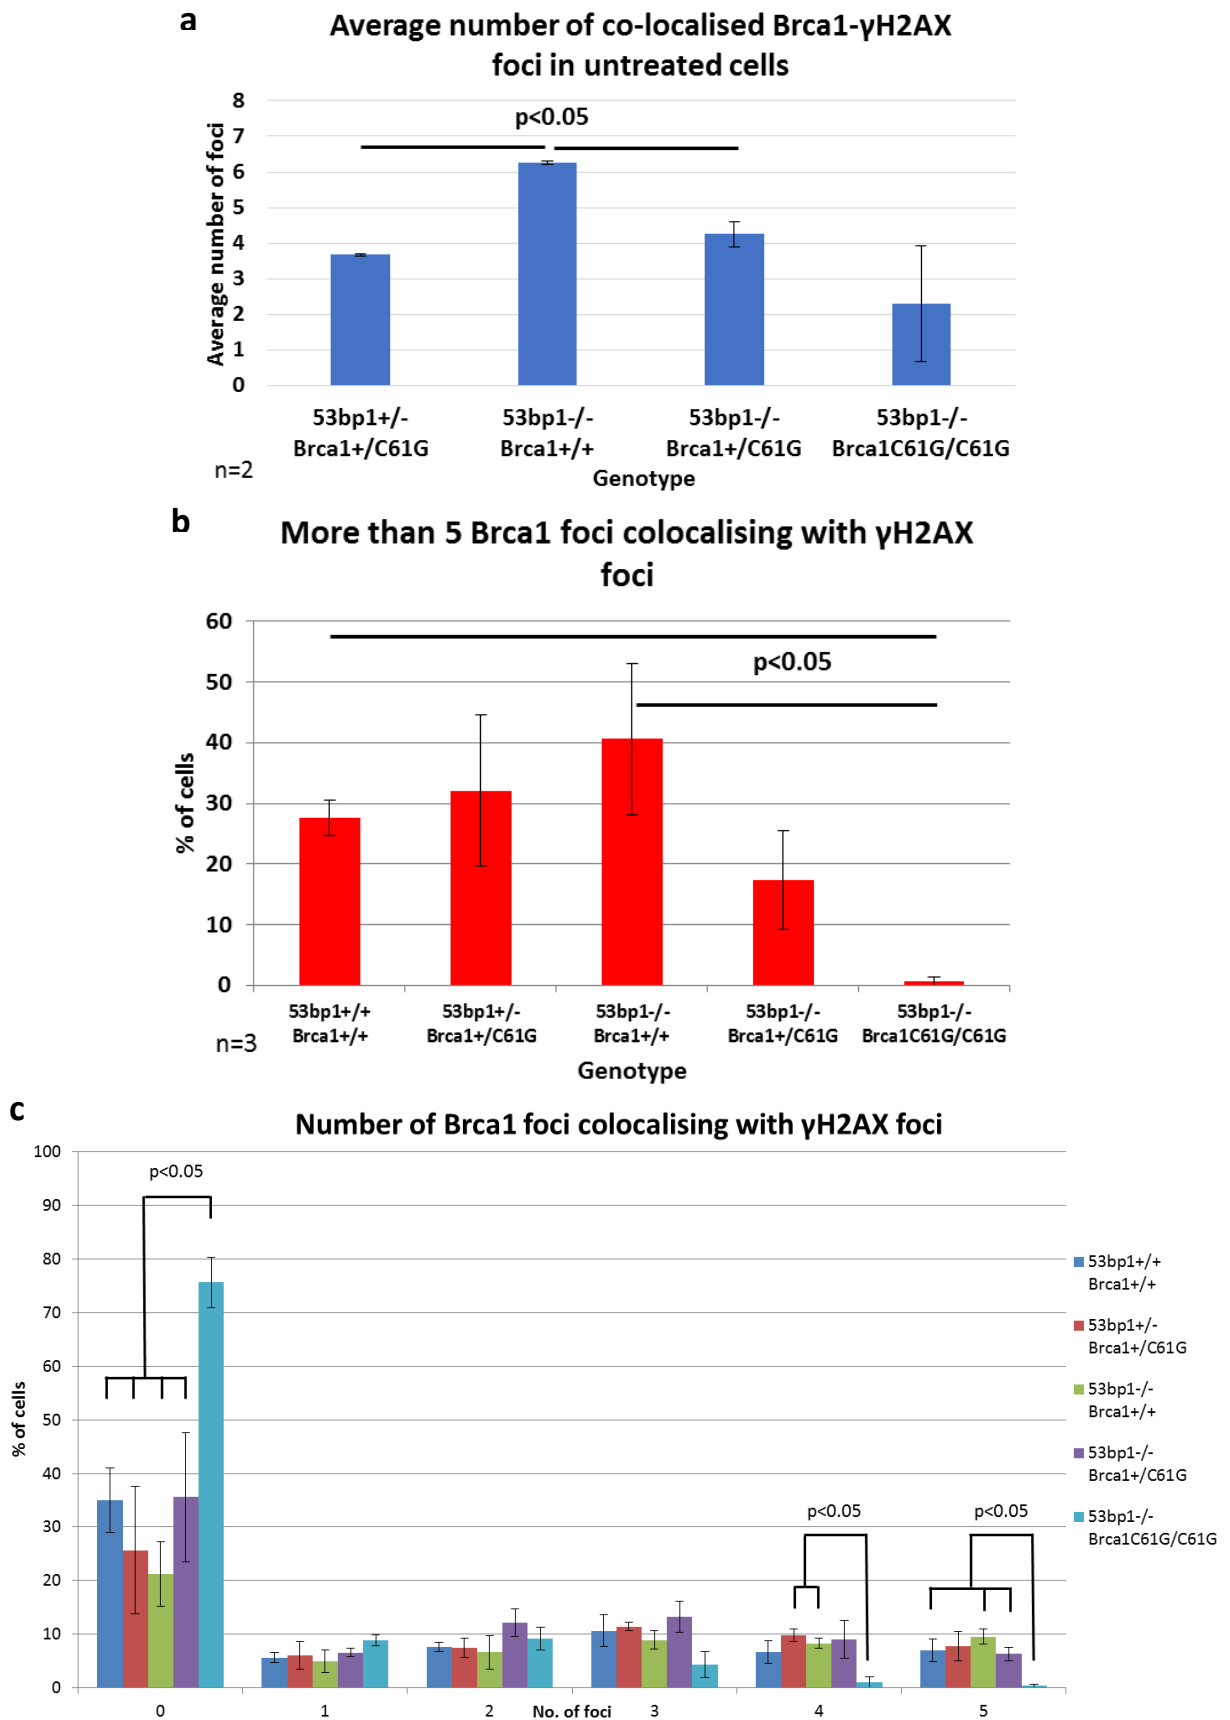 a
Average number of co-localised Brca1-γH2AX
foci in untreated cells
Average number of foci
8
7
6
5
4
3
2
1
0
p<0.05
53bp1+/-
Brca1+/C61G
53bp1-/-
Brca1+/+
53bp1-/-
Brca1+/C61G
53bp1-/-
Brca1C61G/C61G
n=2
Genotype
b
More than 5 Brca1 foci colocalising with γH2AX
foci
% of cells
60
50
40
30
20
10
0
p<0.05
53bp1+/+
Brca1+/+
53bp1+/-
Brca1+/C61G
53bp1-/-
Brca1+/+
53bp1-/-
Brca1+/C61G
53bp1-/-
Brca1C61G/C61G
n=3
Genotype
c
Number of Brca1 foci colocalising with γH2AX foci
% of cells
100
90
80
70
60
50
40
30
20
10
0
p<0.05
p<0.05
p<0.05
0
1
2
No. of foci
3
4
5
53bp1+/+
Brca1+/+
53bp1+/-
Brca1+/C61G
53bp1-/-
Brca1+/+
53bp1-/-
Brca1+/C61G
53bp1-/-
Brca1C61G/C61G